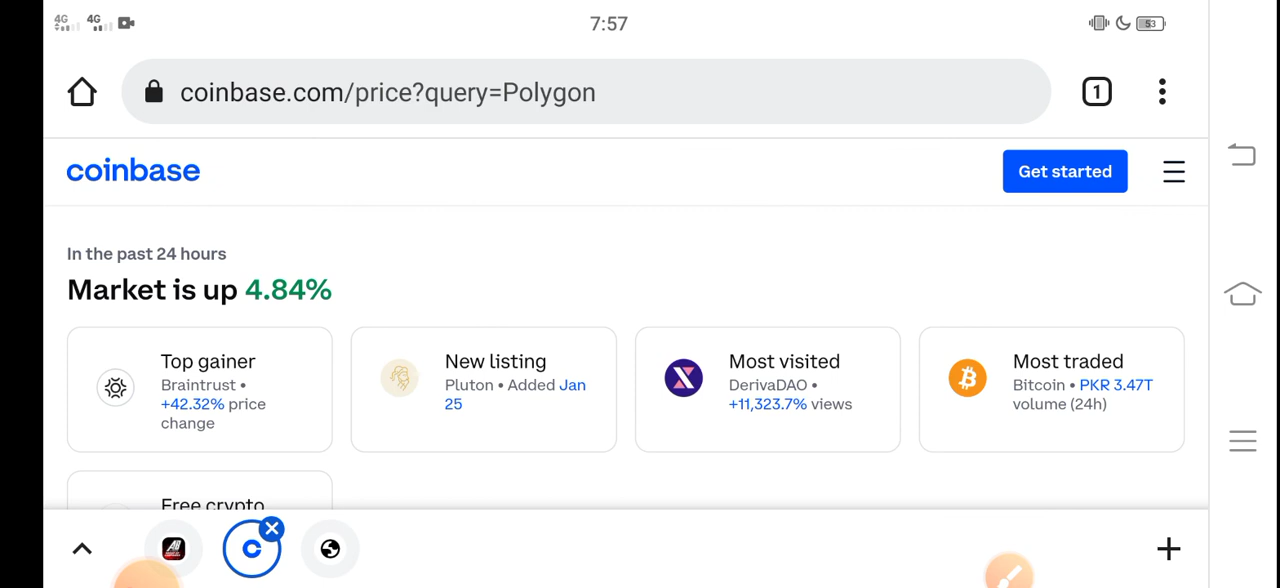 4G 4G 7:57 53
coinbase.com/price?query=Polygon 1
coinbase Get started
In the past 24 hours
Market is up 4.84%
Top gainer
Braintrust •
+42.32% price
change
New listing
Pluton • Added Jan
25
Most visited
DerivaDAO •
+11,323.7% views
Most traded
Bitcoin • PKR 3.47T
volume (24h)
Free crypto